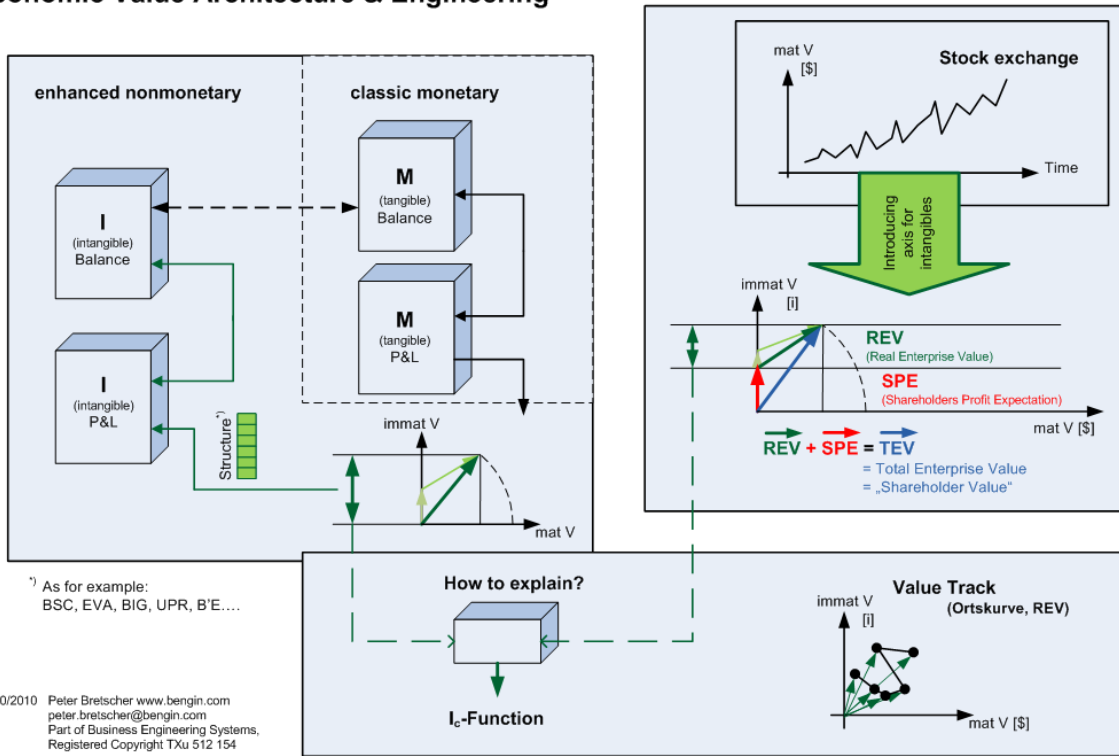 Value Architecture & Engineering
enhanced nonmonetary
classic monetary
I
(intangible)
Balance
M
(tangible)
Balance
I
(intangible)
P&L
M
(tangible)
P&L
Structure*)
immat V
mat V
*) As for example:
BSC, EVA, BIG, UPR, B'E....
0/2010 Peter Bretscher www.bengin.com
peter.bretscher@bengin.com
Part of Business Engineering Systems,
Registered Copyright TXu 512 154
mat V
[$]
Stock exchange
Time
Introducing
axis for
intangibles
immat V
[i]
REV
(Real Enterprise Value)
SPE
(Shareholders Profit Expectation)
mat V [$]
REV + SPE = TEV
= Total Enterprise Value
= „Shareholder Value“
How to explain?
Ic-Function
Value Track
(Ortskurve, REV)
immat V
[i]
mat V [$]